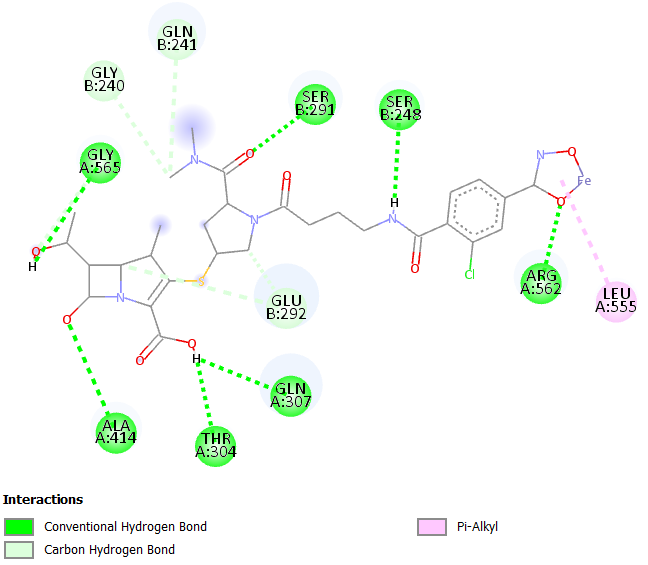 GLN
B:241
GLY
B:240
SER
B:291
SER
B:248
GLY
A:565
N
O
O
H
N
O
N
O
Fe
O
H
N
O
N
S
O
Cl
ARG
A:562
LEU
A:555
GLU
B:292
O
O
O
H
GLN
A:307
ALA
A:414
THR
A:304
Interactions
Conventional Hydrogen Bond
Pi-Alkyl
Carbon Hydrogen Bond